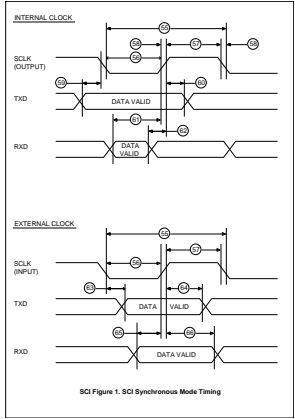 INTERNAL CLOCK
55
58 57 58
SCLK
(OUTPUT)
56
59 60
TXD
DATA VALID
61
62
RXD
DATA
VALID
EXTERNAL CLOCK
55
57
SCLK
(INPUT)
56
63 64
TXD
DATA VALID
65 66
RXD
DATA VALID
SCI Figure 1. SCI Synchronous Mode Timing